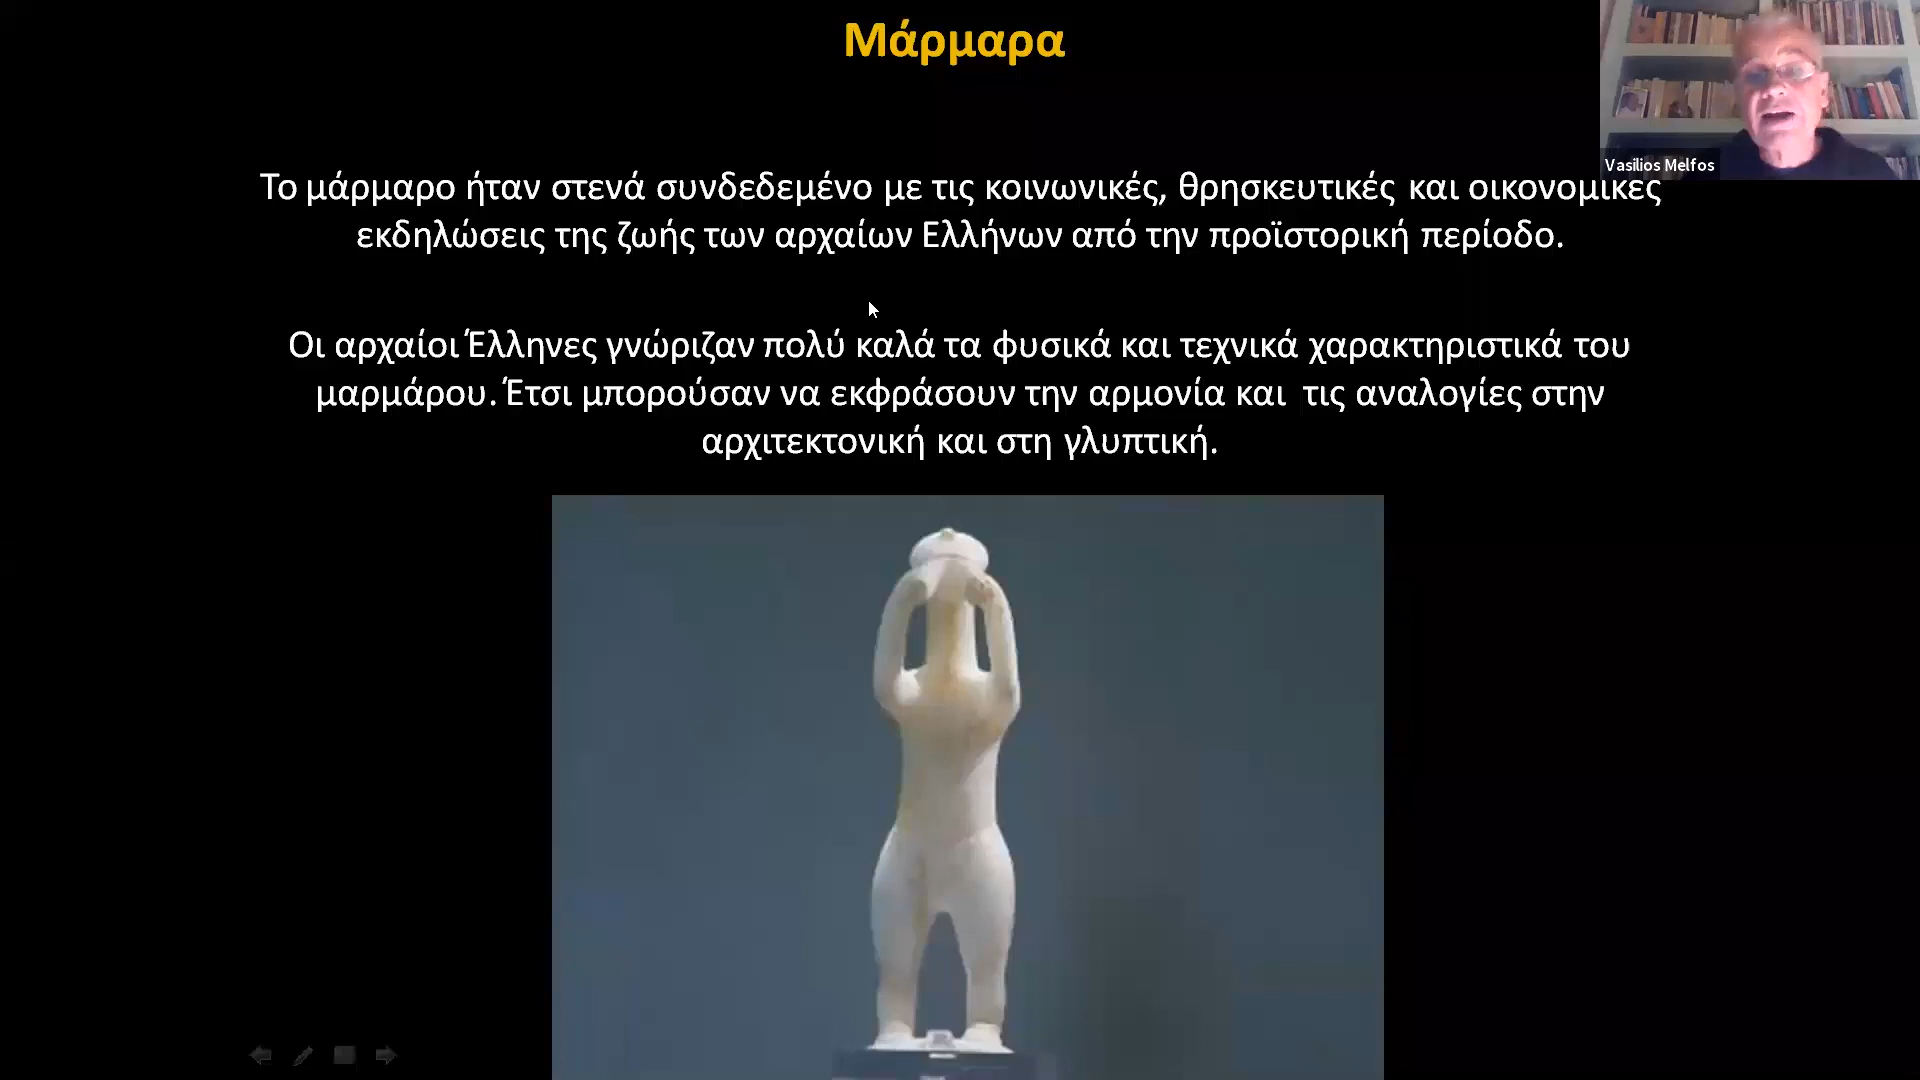 Μάρμαρα
Vasilios Melfos
Το μάρμαρο ήταν στενά συνδεδεμένο με τις κοινωνικές, θρησκευτικές και οικονομικές
εκδηλώσεις της ζωής των αρχαίων Ελλήνων από την προϊστορική περίοδο.
Οι αρχαίοι Έλληνες γνώριζαν πολύ καλά τα φυσικά και τεχνικά χαρακτηριστικά του
μαρμάρου. Έτσι μπορούσαν να εκφράσουν την αρμονία και τις αναλογίες στην
αρχιτεκτονική και στη γλυπτική.